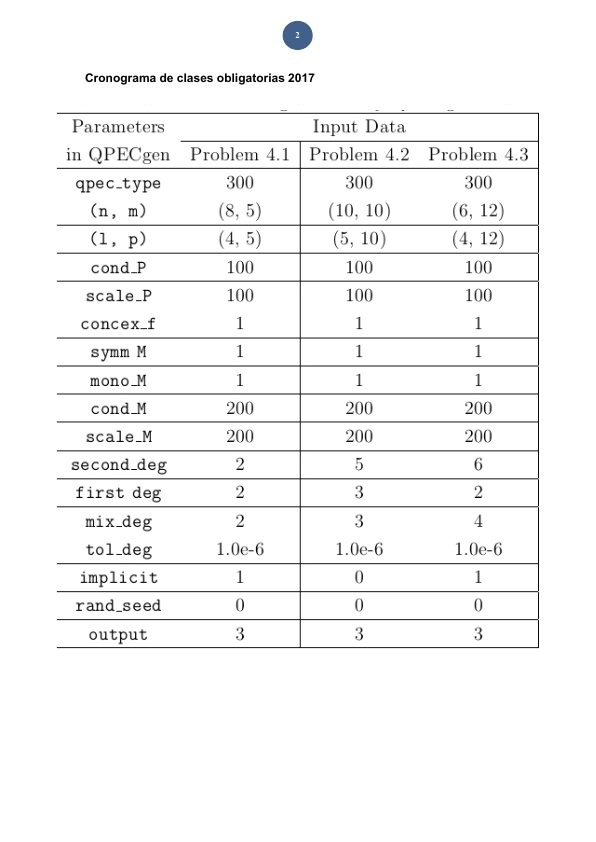 2
Cronograma de clases obligatorias 2017
Parameters Input Data
in QPECgen Problem 4.1 Problem 4.2 Problem 4.3
qpec_type 300 300 300
(n, m) (8, 5) (10, 10) (6, 12)
(l, p) (4, 5) (5, 10) (4, 12)
cond_P 100 100 100
scale_P 100 100 100
concex_f 1 1 1
symm M 1 1 1
mono_M 1 1 1
cond_M 200 200 200
scale_M 200 200 200
second_deg 2 5 6
first deg 2 3 2
mix_deg 2 3 4
tol_deg 1.0e-6 1.0e-6 1.0e-6
implicit 1 0 1
rand_seed 0 0 0
output 3 3 3